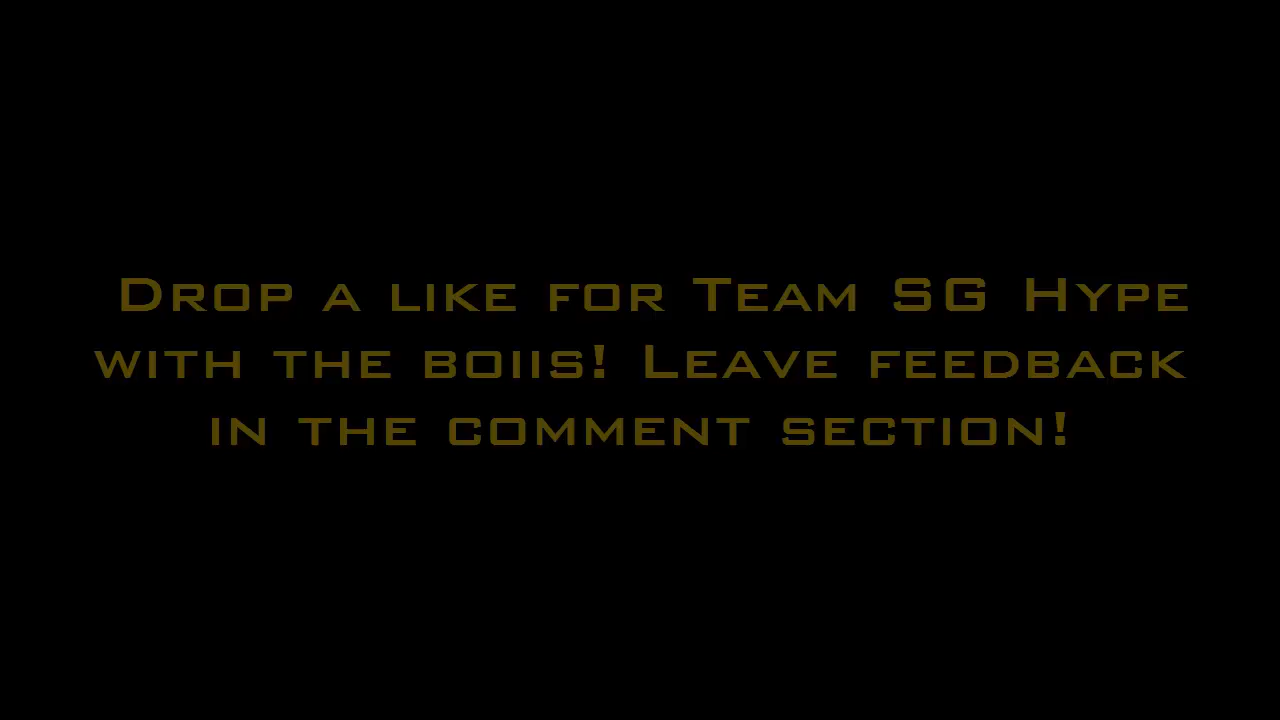 Drop a like for Team SG Hype
with the boiis! Leave feedback
in the comment section!